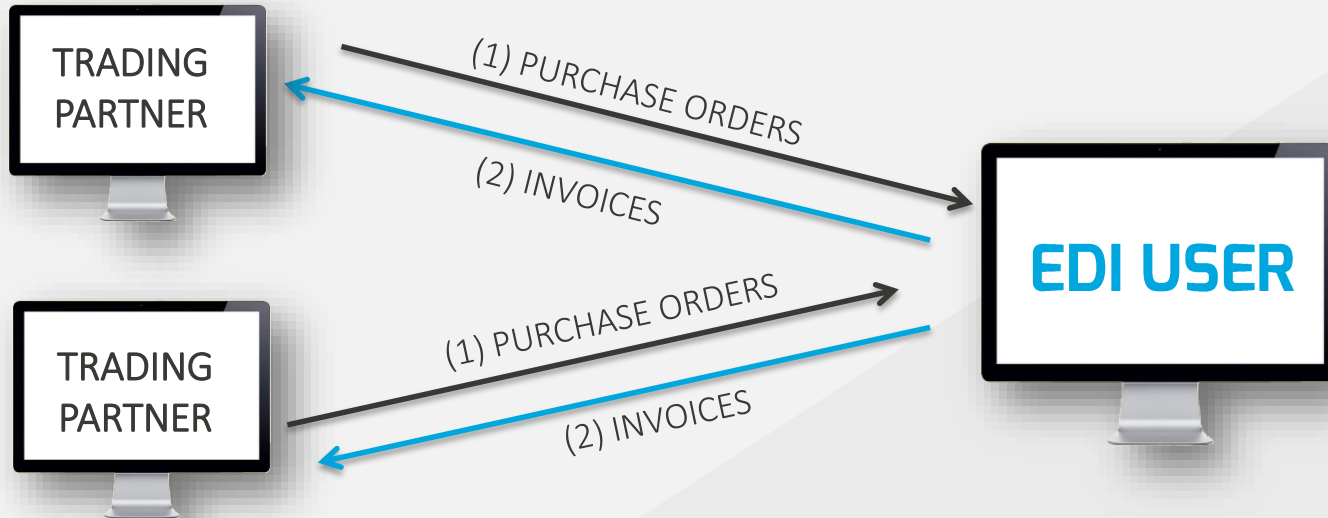 TRADING
PARTNER
(1) PURCHASE ORDERS
(2) INVOICES
EDI USER
TRADING
PARTNER
(1) PURCHASE ORDERS
(2) INVOICES